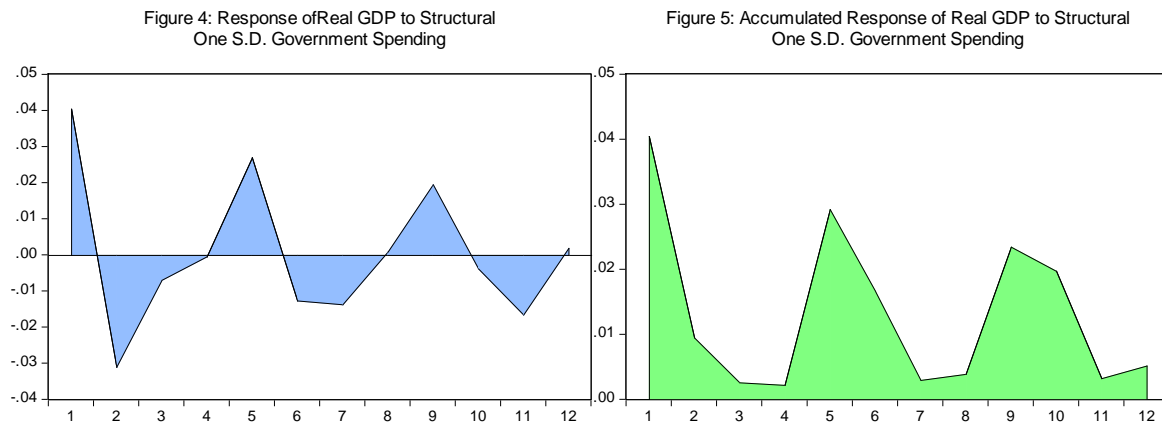 Figure 4: Response ofReal GDP to Structural
One S.D. Government Spending
.05
.04
.03
.02
.01
.00
-.01
-.02
-.03
-.04
1 2 3 4 5 6 7 8 9 10 11 12
Figure 5: Accumulated Response of Real GDP to Structural
One S.D. Government Spending
.05
.04
.03
.02
.01
.00
1 2 3 4 5 6 7 8 9 10 11 12